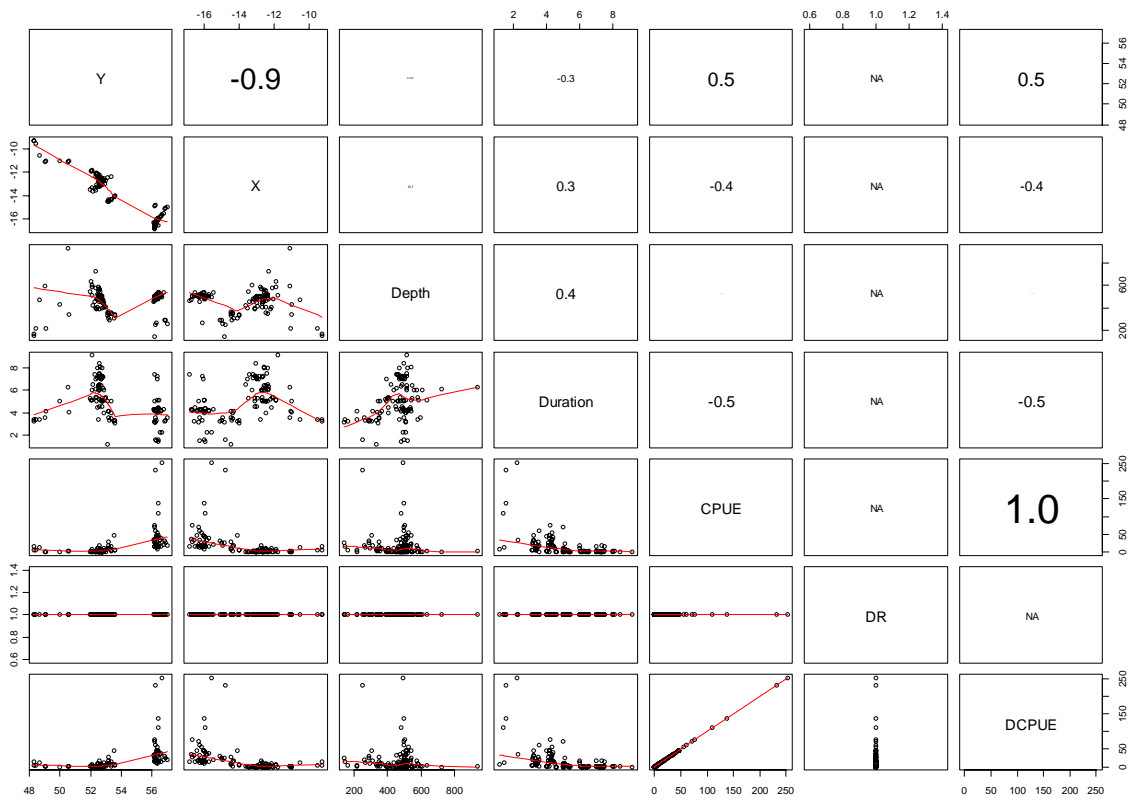 -16 -14 -12 -10
2 4 6 8
0.6 0.8 1.0 1.2 1.4
Y
-0.9
-0.3
0.5
NA
0.5
48 50 52 54 56
-16 -14 -12 -10
X
0.1
0.3
-0.4
NA
-0.4
Depth
0.4
NA
200 600
2 4 6 8
Duration
-0.5
NA
-0.5
CPUE
NA
1.0
0 50 150 250
0.6 0.8 1.0 1.2 1.4
DR
NA
0 50 150 250
DCPUE
48 50 52 54 56
200 400 600 800
0 50 100 150 200 250
0 50 100 150 200 250